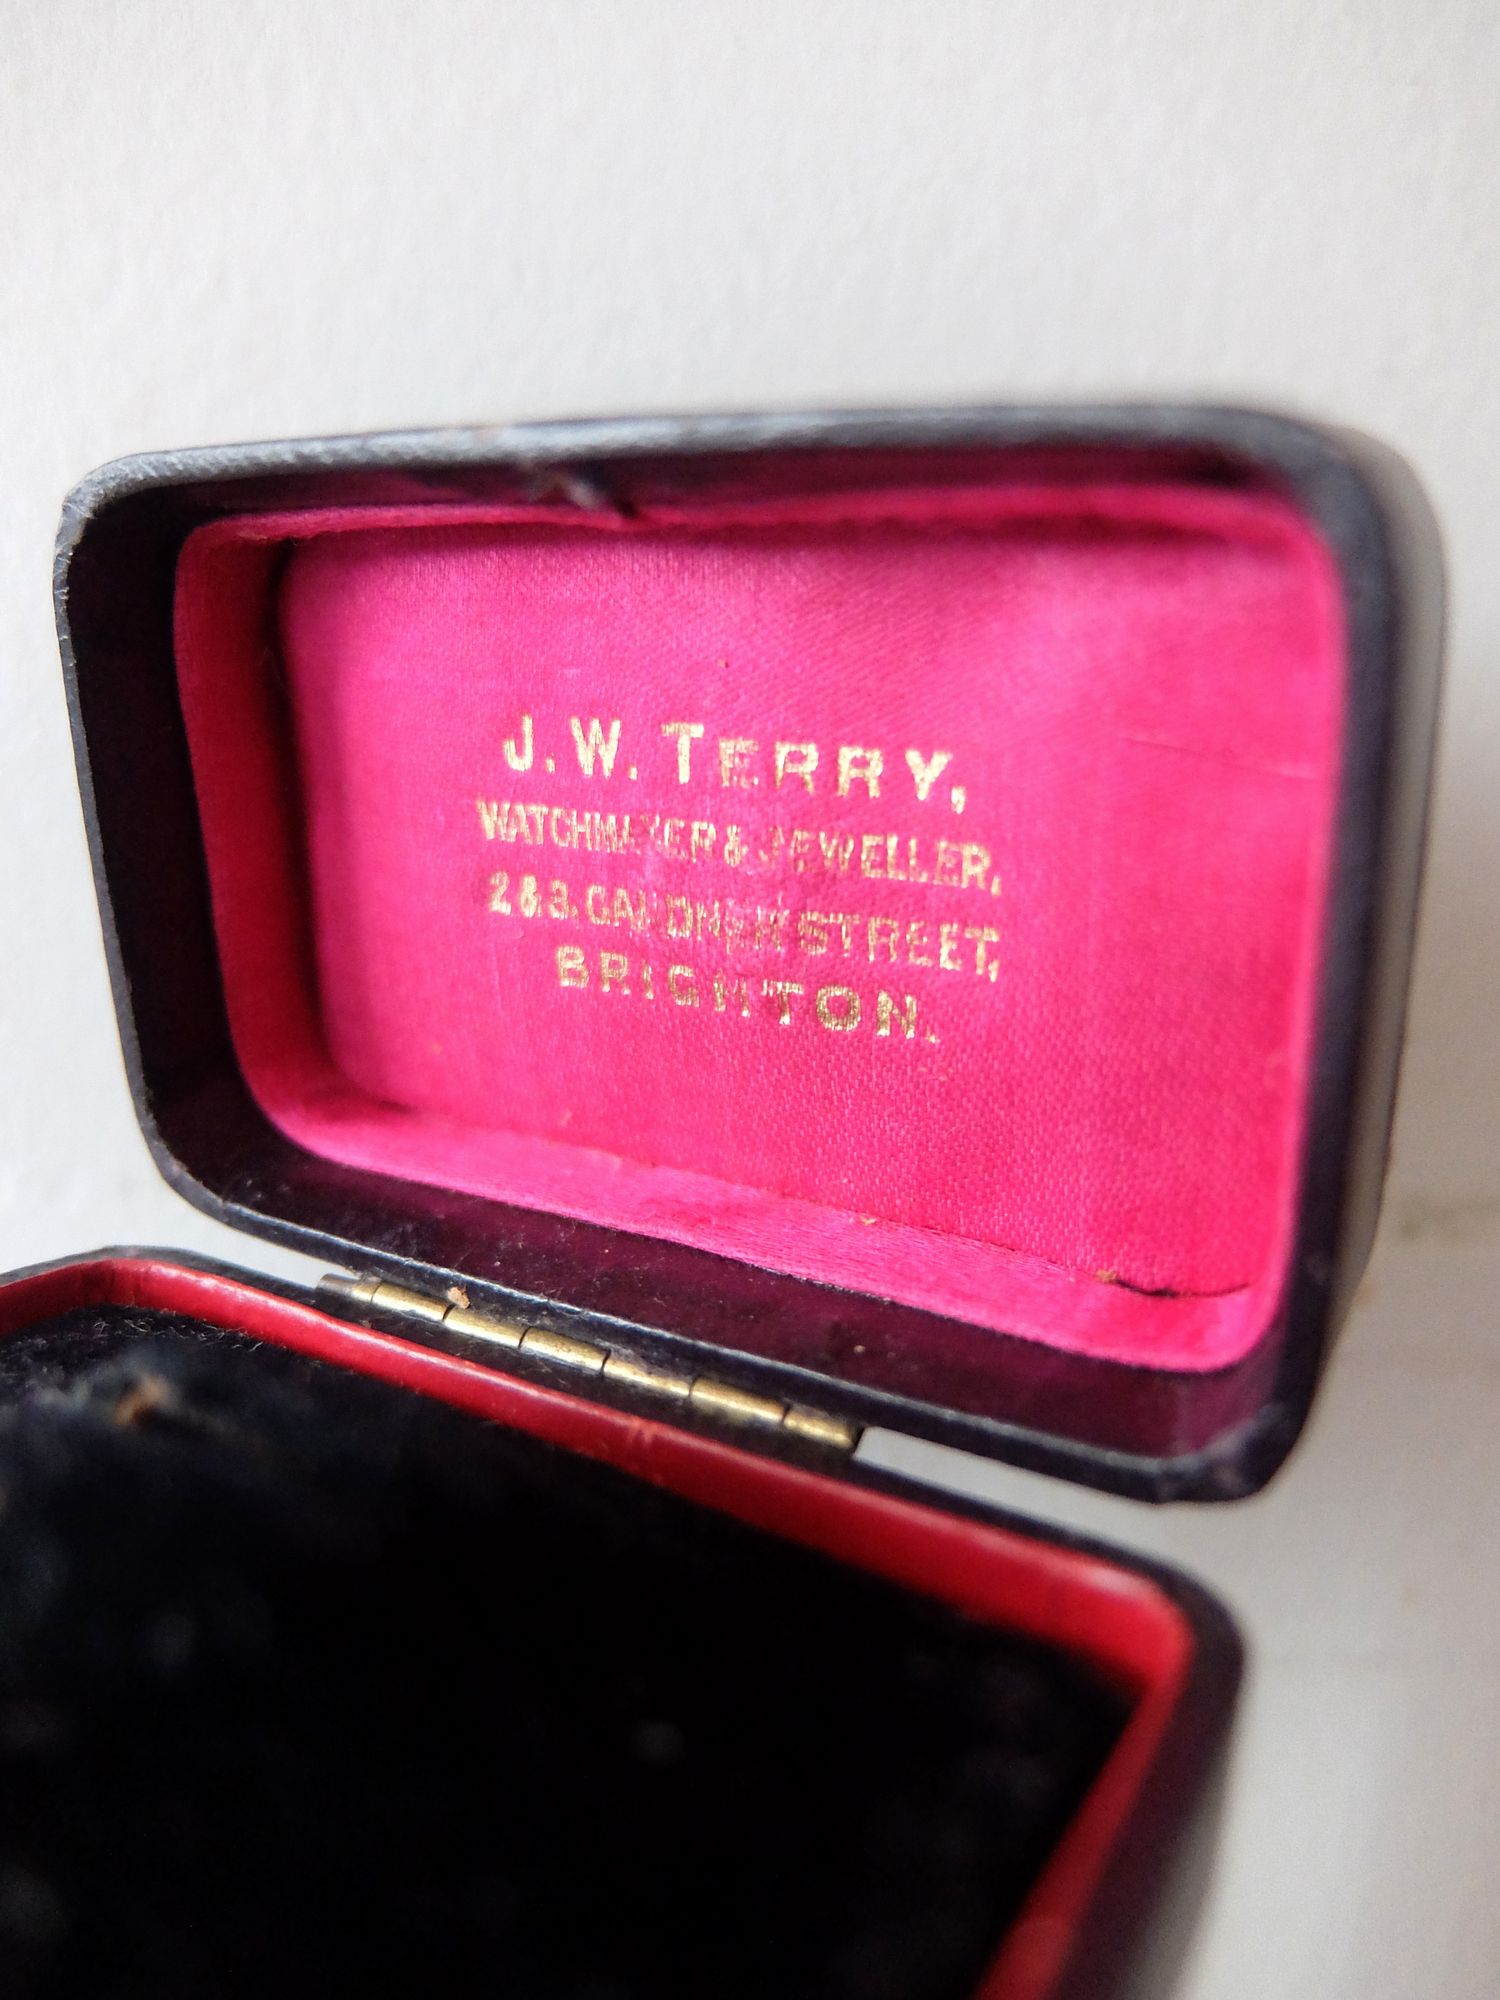 J. W. TERRY,
WATCHMAKER & JEWELLER,
2 & 3, GARDNER STREET,
BRIGHTON.